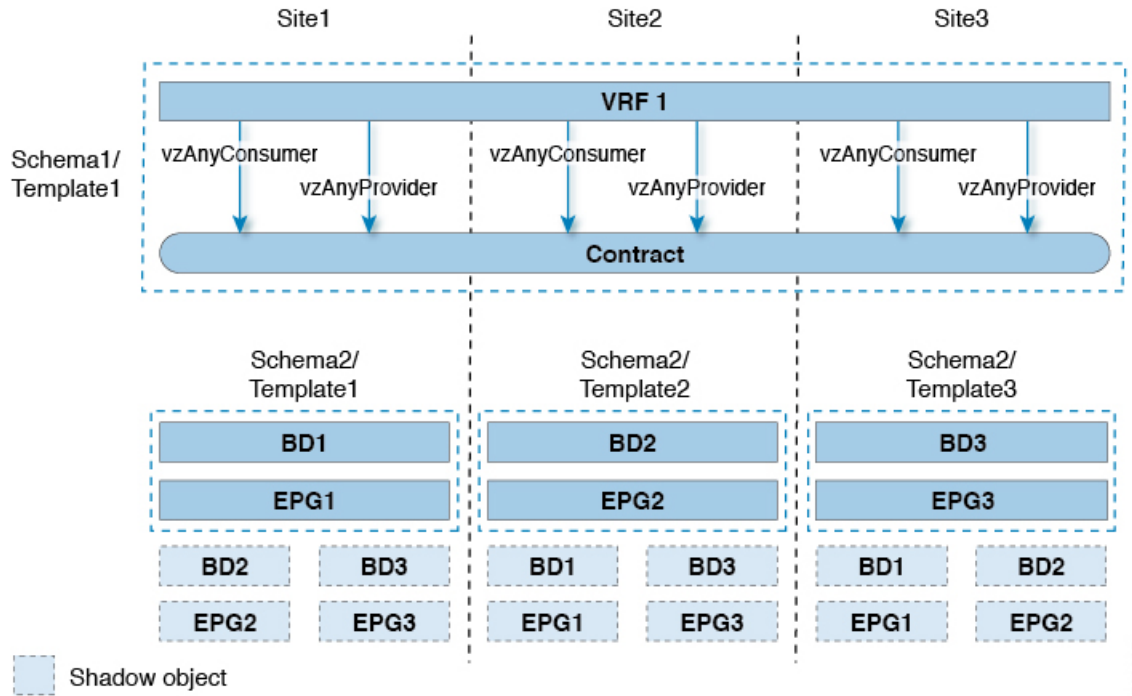 Site1
Site2
Site3
VRF 1
Schema1/
Template1
vzAnyConsumer
vzAnyProvider
vzAnyConsumer
vzAnyProvider
vzAnyConsumer
vzAnyProvider
Contract
Schema2/
Template1
Schema2/
Template2
Schema2/
Template3
BD1
BD2
BD3
EPG1
EPG2
EPG3
BD2
BD3
BD1
BD3
BD1
BD2
EPG2
EPG3
EPG1
EPG3
EPG1
EPG2
Shadow object